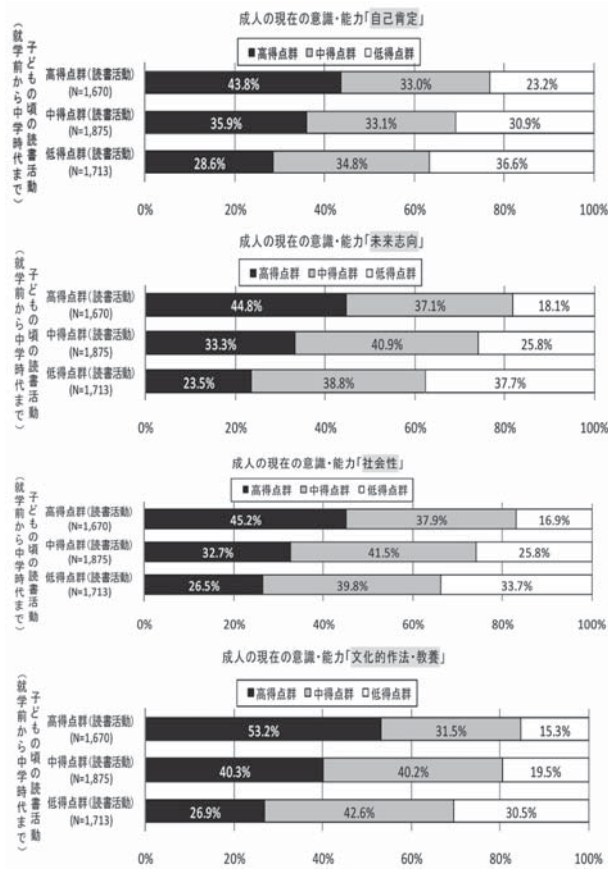 成人の現在の意識・能力「自己肯定」
■高得点群 □中得点群 □低得点群
子どもの頃の読書活動
(就学前から中学時代まで)
高得点群(読書活動)
(N=1,670)
43.8% 33.0% 23.2%
中得点群(読書活動)
(N=1,875)
35.9% 33.1% 30.9%
低得点群(読書活動)
(N=1,713)
28.6% 34.8% 36.6%
0% 20% 40% 60% 80% 100%
成人の現在の意識・能力「未来志向」
■高得点群 □中得点群 □低得点群
子どもの頃の読書活動
(就学前から中学時代まで)
高得点群(読書活動)
(N=1,670)
44.8% 37.1% 18.1%
中得点群(読書活動)
(N=1,875)
33.3% 40.9% 25.8%
低得点群(読書活動)
(N=1,713)
23.5% 38.8% 37.7%
0% 20% 40% 60% 80% 100%
成人の現在の意識・能力「社会性」
■高得点群 □中得点群 □低得点群
子どもの頃の読書活動
(就学前から中学時代まで)
高得点群(読書活動)
(N=1,670)
45.2% 37.9% 16.9%
中得点群(読書活動)
(N=1,875)
32.7% 41.5% 25.8%
低得点群(読書活動)
(N=1,713)
26.5% 39.8% 33.7%
0% 20% 40% 60% 80% 100%
成人の現在の意識・能力「文化的作法・教養」
■高得点群 □中得点群 □低得点群
子どもの頃の読書活動
(就学前から中学時代まで)
高得点群(読書活動)
(N=1,670)
53.2% 31.5% 15.3%
中得点群(読書活動)
(N=1,875)
40.3% 40.2% 19.5%
低得点群(読書活動)
(N=1,713)
26.9% 42.6% 30.5%
0% 20% 40% 60% 80% 100%